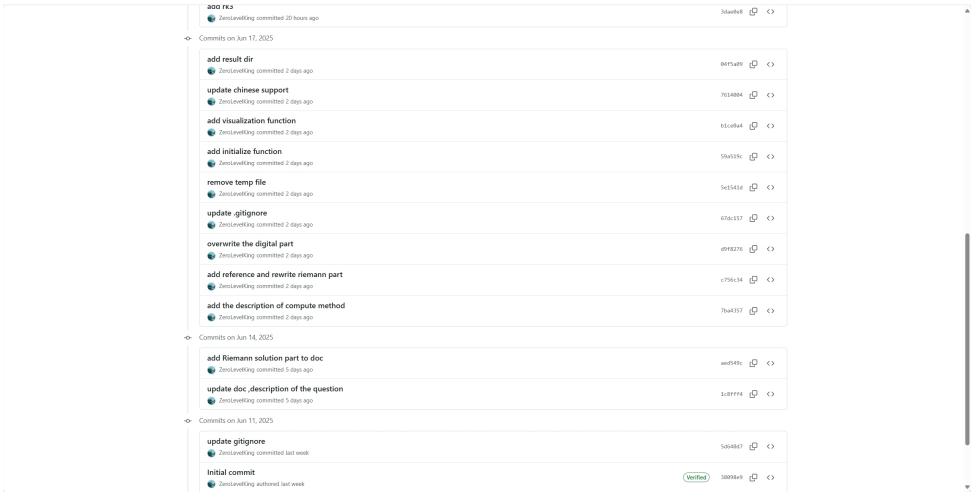 add rk3
ZeroLevelKing committed 20 hours ago
3dae0e8
Commits on Jun 17, 2025
add result dir
ZeroLevelKing committed 2 days ago
04f5a09
update chinese support
ZeroLevelKing committed 2 days ago
7614004
add visualization function
ZeroLevelKing committed 2 days ago
b1ce0a4
add initialize function
ZeroLevelKing committed 2 days ago
59a519c
remove temp file
ZeroLevelKing committed 2 days ago
5e1541d
update .gitignore
ZeroLevelKing committed 2 days ago
67dc157
overwrite the digital part
ZeroLevelKing committed 2 days ago
d9f8276
add reference and rewrite riemann part
ZeroLevelKing committed 2 days ago
c756c34
add the description of compute method
ZeroLevelKing committed 2 days ago
7ba4357
Commits on Jun 14, 2025
add Riemann solution part to doc
ZeroLevelKing committed 5 days ago
aed549c
update doc ,description of the question
ZeroLevelKing committed 5 days ago
1c8fff4
Commits on Jun 11, 2025
update gitignore
ZeroLevelKing committed last week
5d648d7
Initial commit
ZeroLevelKing authored last week
Verified
38098e9